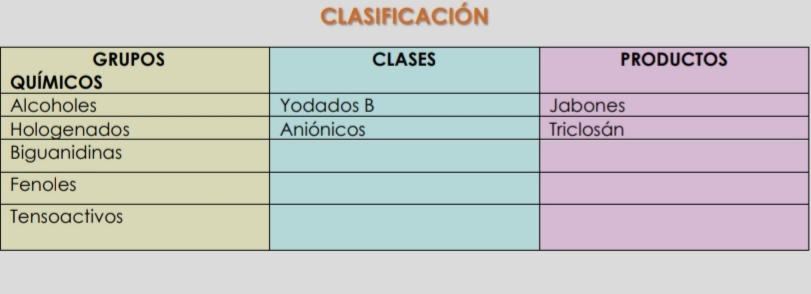 CLASIFICACIÓN
GRUPOS QUÍMICOS CLASES PRODUCTOS
Alcoholes Yodados B Jabones
Hologenados Aniónicos Triclosán
Biguanidinas
Fenoles
Tensoactivos